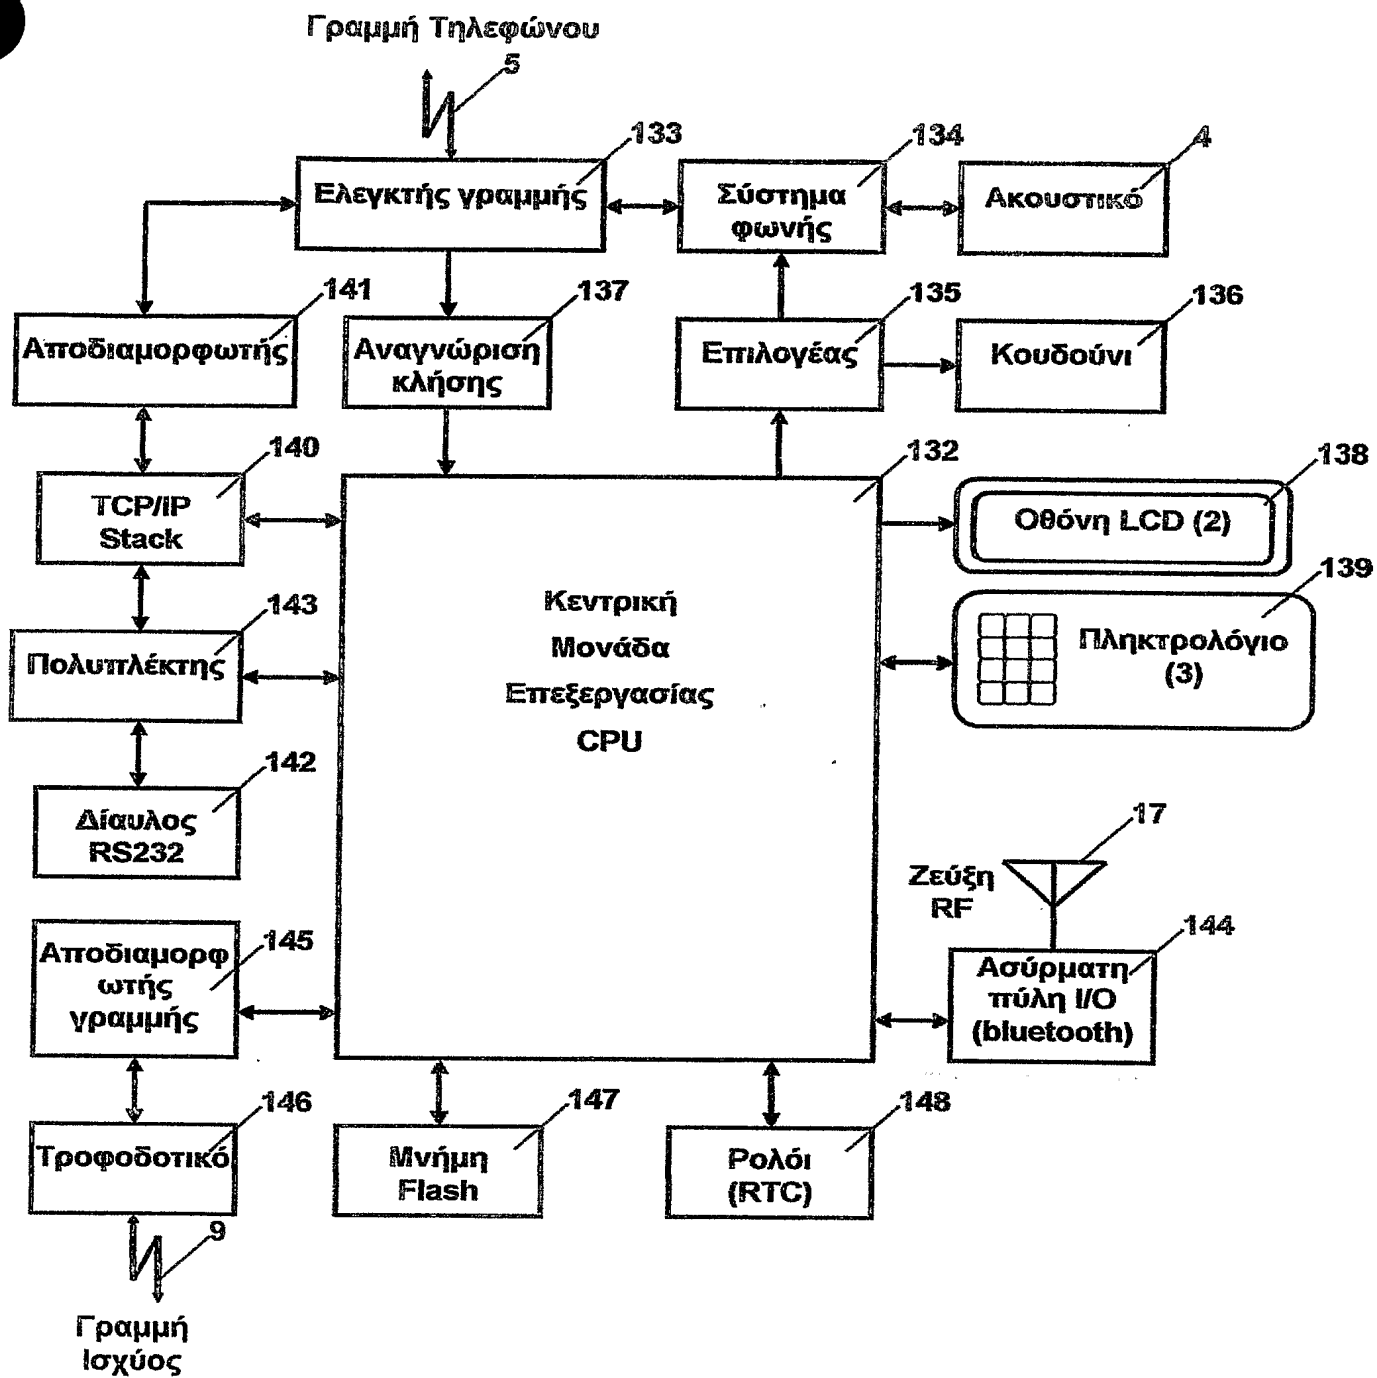 Γραμμή Τηλεφώνου
5
133
134
4
Ελεγκτής γραμμής
Σύστημα
φωνής
Ακουστικό
141
137
135
136
Αποδιαμορφωτής
Αναγνώριση
κλήσης
Επιλογέας
Κουδούνι
140
132
138
TCP/IP
Stack
Οθόνη LCD (2)
139
Κεντρική
Μονάδα
Επεξεργασίας
CPU
143
Πολυπλέκτης
Πληκτρολόγιο
(3)
142
Δίαυλος
RS232
17
Ζεύξη
RF
145
144
Αποδιαμορφ
ωτής
γραμμής
Ασύρματη
πύλη I/O
(bluetooth)
146
147
148
Τροφοδοτικό
Μνήμη
Flash
Ρολόι
(RTC)
9
Γραμμή
Ισχύος